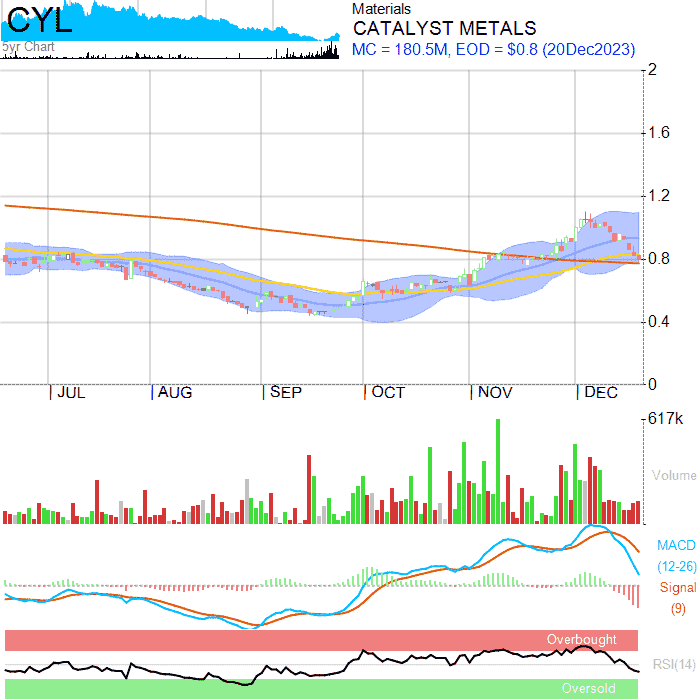 CYL
5yr Chart
Materials
CATALYST METALS
MC = 180.5M, EOD = $0.8 (20Dec2023)
2
1.6
1.2
0.8
0.4
0
JUL AUG SEP OCT NOV DEC
617k
Volume
MACD
(12-26)
Signal
(9)
Overbought
RSI(14)
Oversold